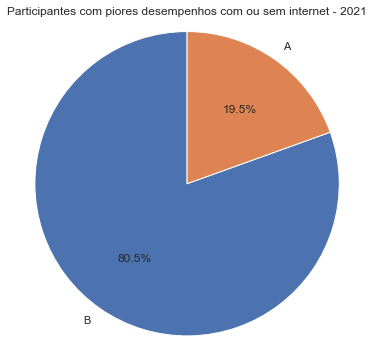 Participantes com piores desempenhos com ou sem internet - 2021
A
19.5%
80.5%
B